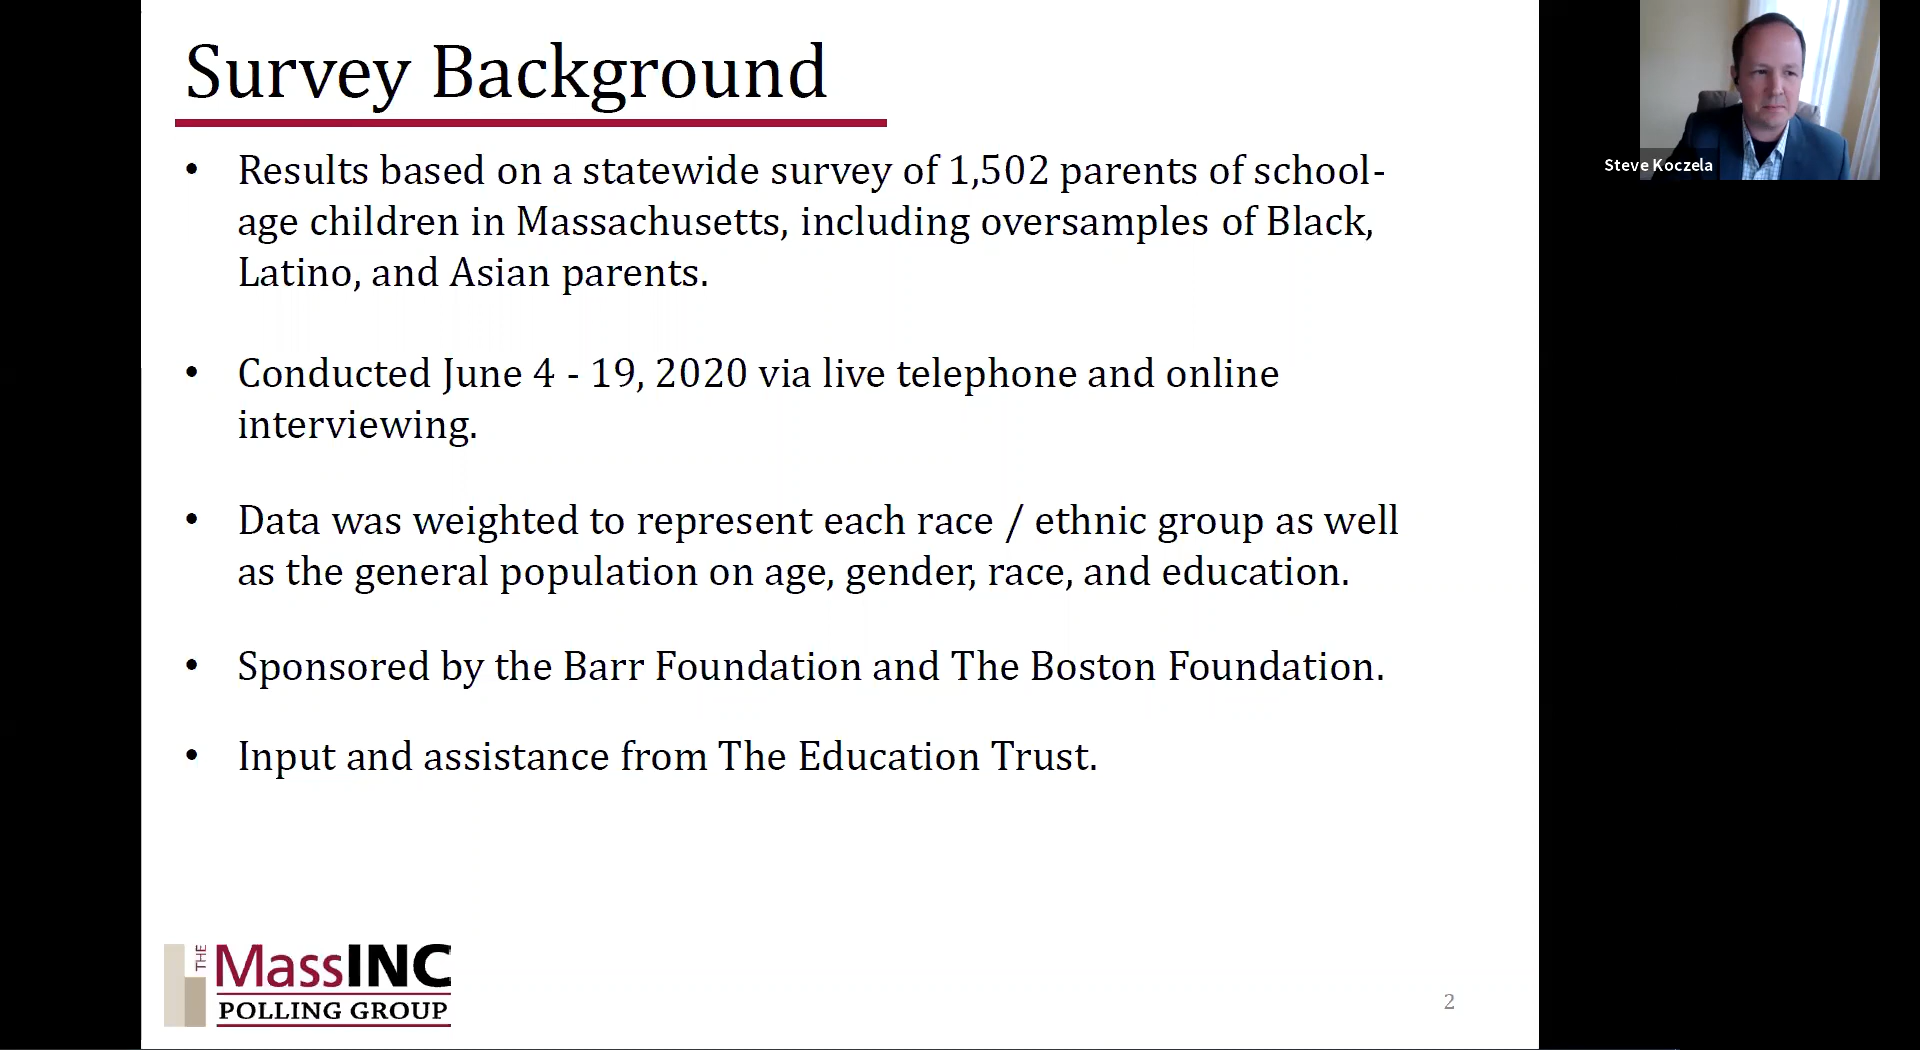 Survey Background
• Results based on a statewide survey of 1,502 parents of school-
age children in Massachusetts, including oversamples of Black,
Latino, and Asian parents.
• Conducted June 4 - 19, 2020 via live telephone and online
interviewing.
• Data was weighted to represent each race / ethnic group as well
as the general population on age, gender, race, and education.
• Sponsored by the Barr Foundation and The Boston Foundation.
• Input and assistance from The Education Trust.
THE MassINC
POLLING GROUP
2
Steve Koczela